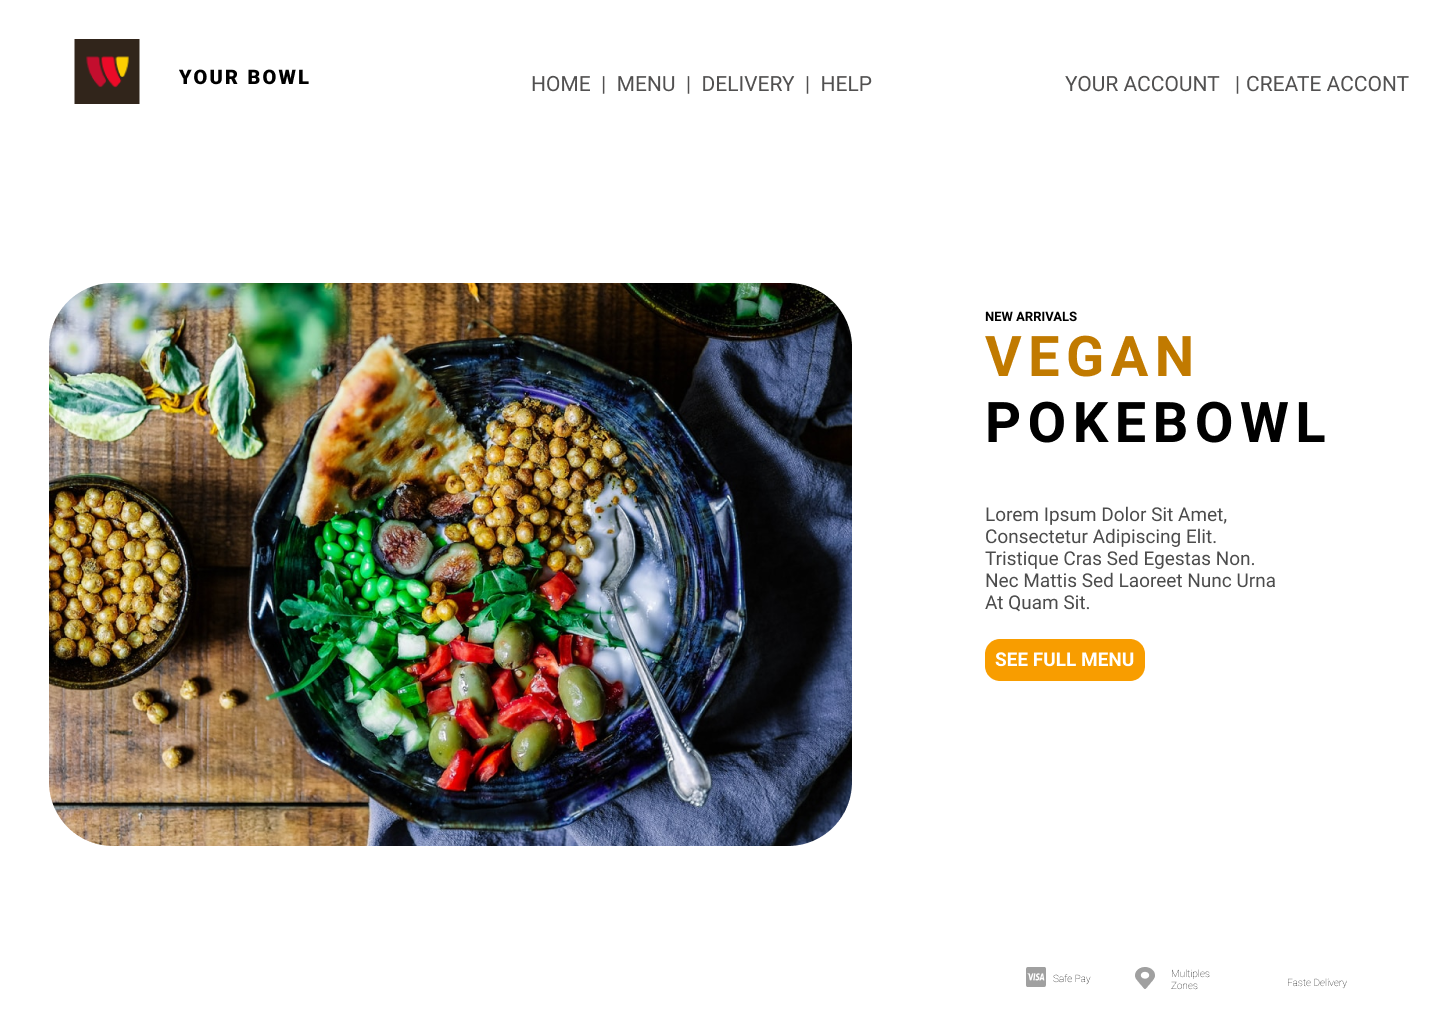 YOUR BOWL
HOME | MENU | DELIVERY | HELP
YOUR ACCOUNT | CREATE ACCONT
NEW ARRIVALS
VEGAN
POKEBOWL
Lorem Ipsum Dolor Sit Amet,
Consectetur Adipiscing Elit.
Tristique Cras Sed Egestas Non.
Nec Mattis Sed Laoreet Nunc Urna
At Quam Sit.
SEE FULL MENU
VISA
Safe Pay
Multiples
Zones
Faste Delivery